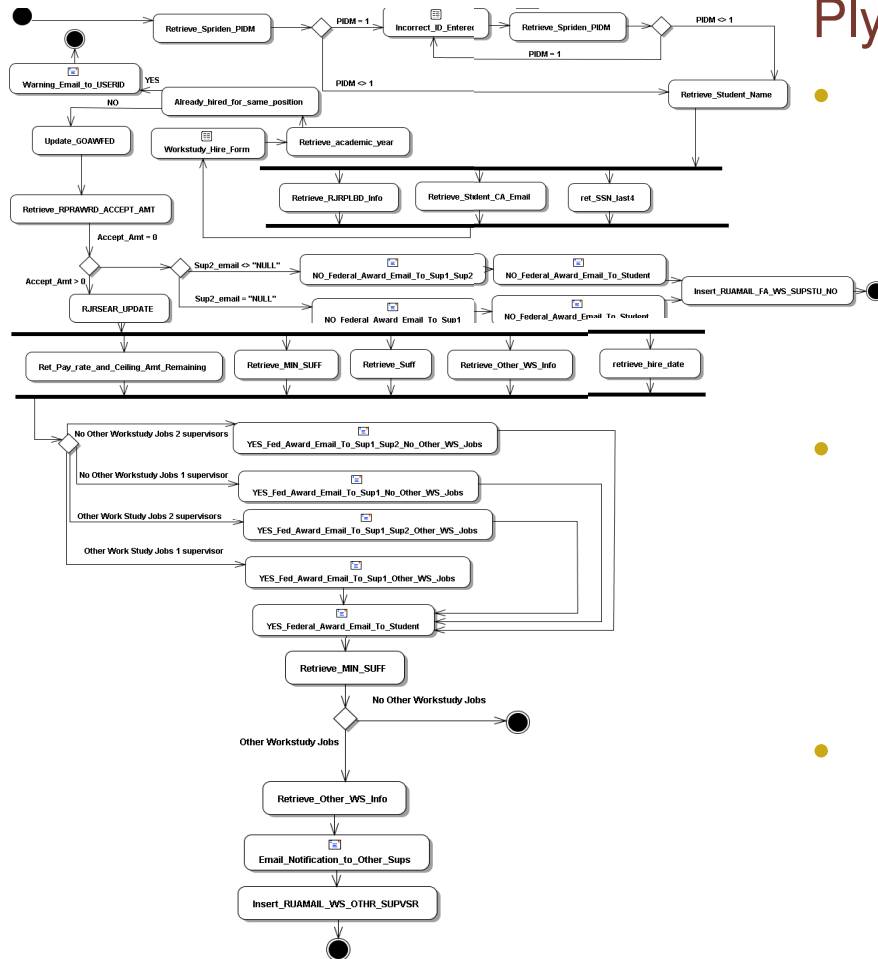 Ply
Retrieve_Spriden_PIDM
PIDM = 1
Incorrect_ID_Entered
Retrieve_Spriden_PIDM
PIDM <> 1
PIDM = 1
PIDM <> 1
Retrieve_Student_Name
Warning_Email_to_USERID
YES
Already_hired_for_same_position
NO
Update_GOAWFED
Workstudy_Hire_Form
Retrieve_academic_year
Retrieve_RJRPLBD_Info
Retrieve_Student_CA_Email
ret_SSN_last4
Retrieve_RPRAWRD_ACCEPT_AMT
Accept_Amt = 0
Sup2_email <> "NULL"
NO_Federal_Award_Email_To_Sup1_Sup2
NO_Federal_Award_Email_To_Student
Accept_Amt > 0
Insert_RUAMAIL_FA_WS_SUPSTU_NO
Sup2_email = "NULL"
RJRSEAR_UPDATE
NO_Federal_Award_Email_To_Sup1
NO_Federal_Award_Email_To_Student
Ret_Pay_rate_and_Ceiling_Amt_Remaining
Retrieve_MIN_SUFF
Retrieve_Suff
Retrieve_Other_WS_Info
retrieve_hire_date
No Other Workstudy Jobs 2 supervisors
YES_Fed_Award_Email_To_Sup1_Sup2_No_Other_WS_Jobs
No Other Workstudy Jobs 1 supervisor
YES_Fed_Award_Email_To_Sup1_No_Other_WS_Jobs
Other Work Study Jobs 2 supervisors
YES_Fed_Award_Email_To_Sup1_Sup2_Other_WS_Jobs
Other Work Study Jobs 1 supervisor
YES_Fed_Award_Email_To_Sup1_Other_WS_Jobs
YES_Federal_Award_Email_To_Student
Retrieve_MIN_SUFF
No Other Workstudy Jobs
Other Workstudy Jobs
Retrieve_Other_WS_Info
Email_Notification_to_Other_Sups
Insert_RUAMAIL_WS_OTHR_SUPVSR